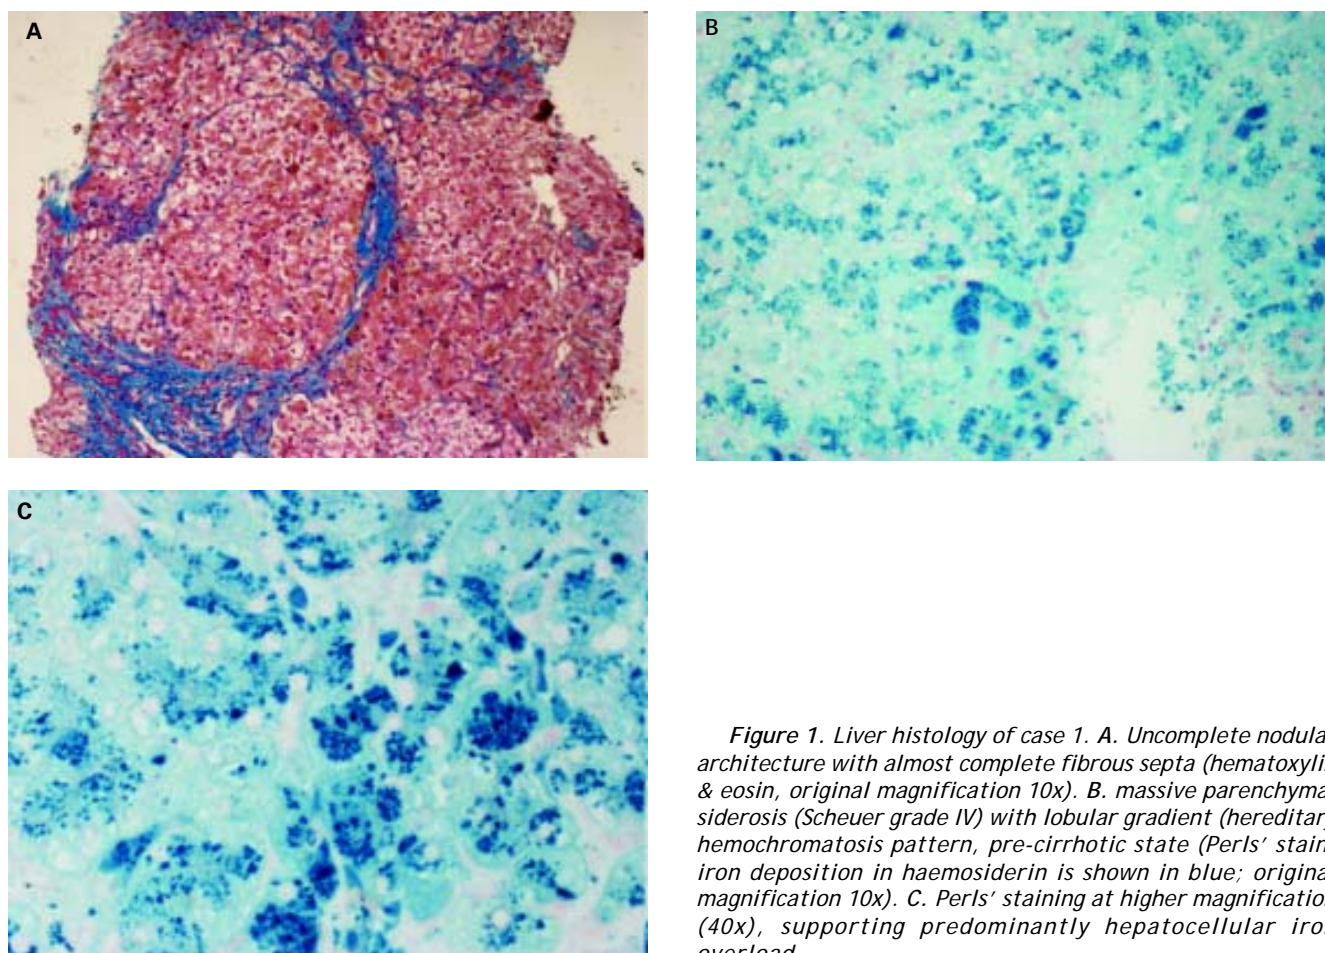 A
B
C
Figure 1. Liver histology of case 1. A. Uncomplete nodula
architecture with almost complete fibrous septa (hematoxyli
& eosin, original magnification 10x). B. massive parenchyma
siderosis (Scheuer grade IV) with lobular gradient (hereditar
hemochromatosis pattern, pre-cirrhotic state (Perls' stain
iron deposition in haemosiderin is shown in blue; origina
magnification 10x). C. Perls' staining at higher magnificatio
(40x), supporting predominantly hepatocellular iro
overload